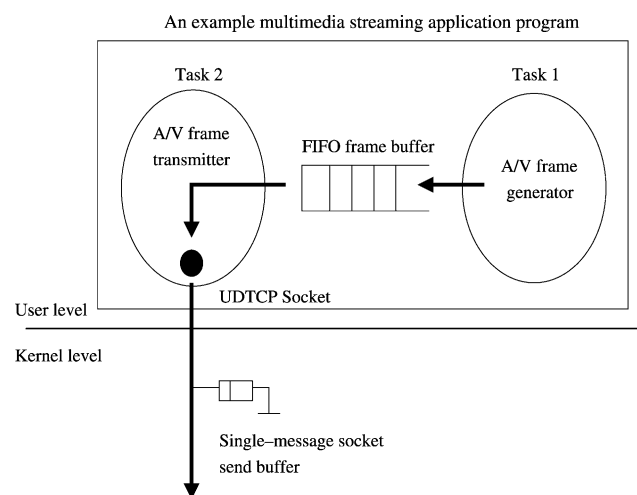 An example multimedia streaming application program
Task 2
Task 1
A/V frame
transmitter
FIFO frame buffer
A/V frame
generator
UDTCP Socket
User level
Kernel level
Single–message socket
send buffer